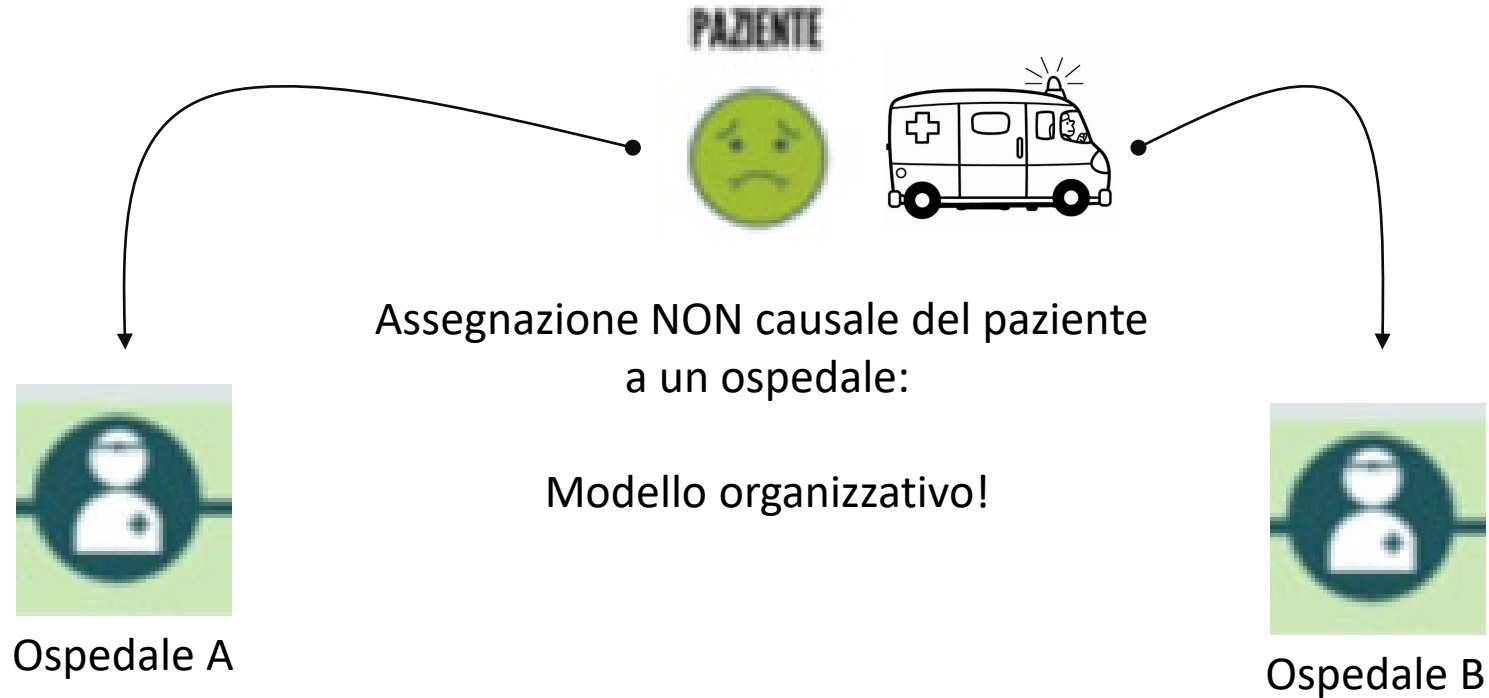 PAZIENTE
Assegnazione NON causale del paziente
a un ospedale:
Modello organizzativo!
Ospedale A
Ospedale B